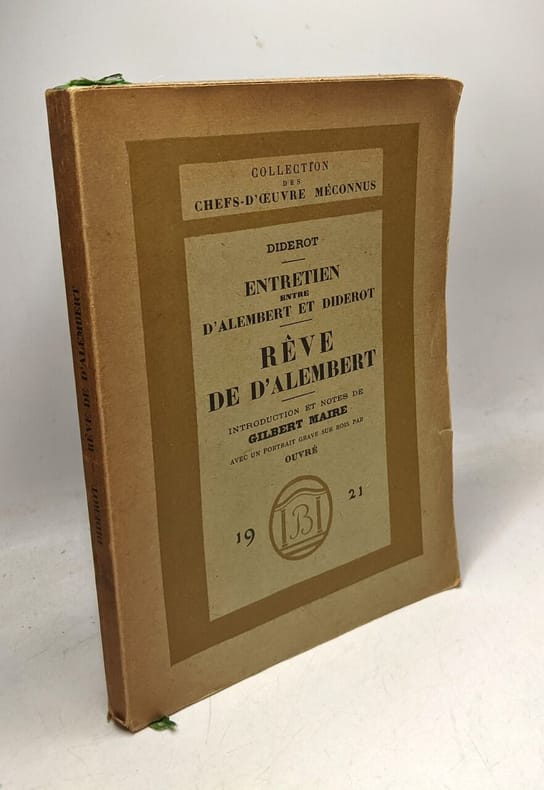 COLLECTION
DES
CHEFS-D'ŒUVRE MÉCONNUS
DIDEROT
ENTRETIEN
ENTRE
D'ALEMBERT ET DIDEROT
RÊVE
DE D'ALEMBERT
INTRODUCTION ET NOTES DE
GILBERT MAIRE
AVEC UN PORTRAIT GRAVÉ SUR BOIS PAR
OUVRÉ
19 B 21
DIDEROT RÊVE DE D'ALEMBERT